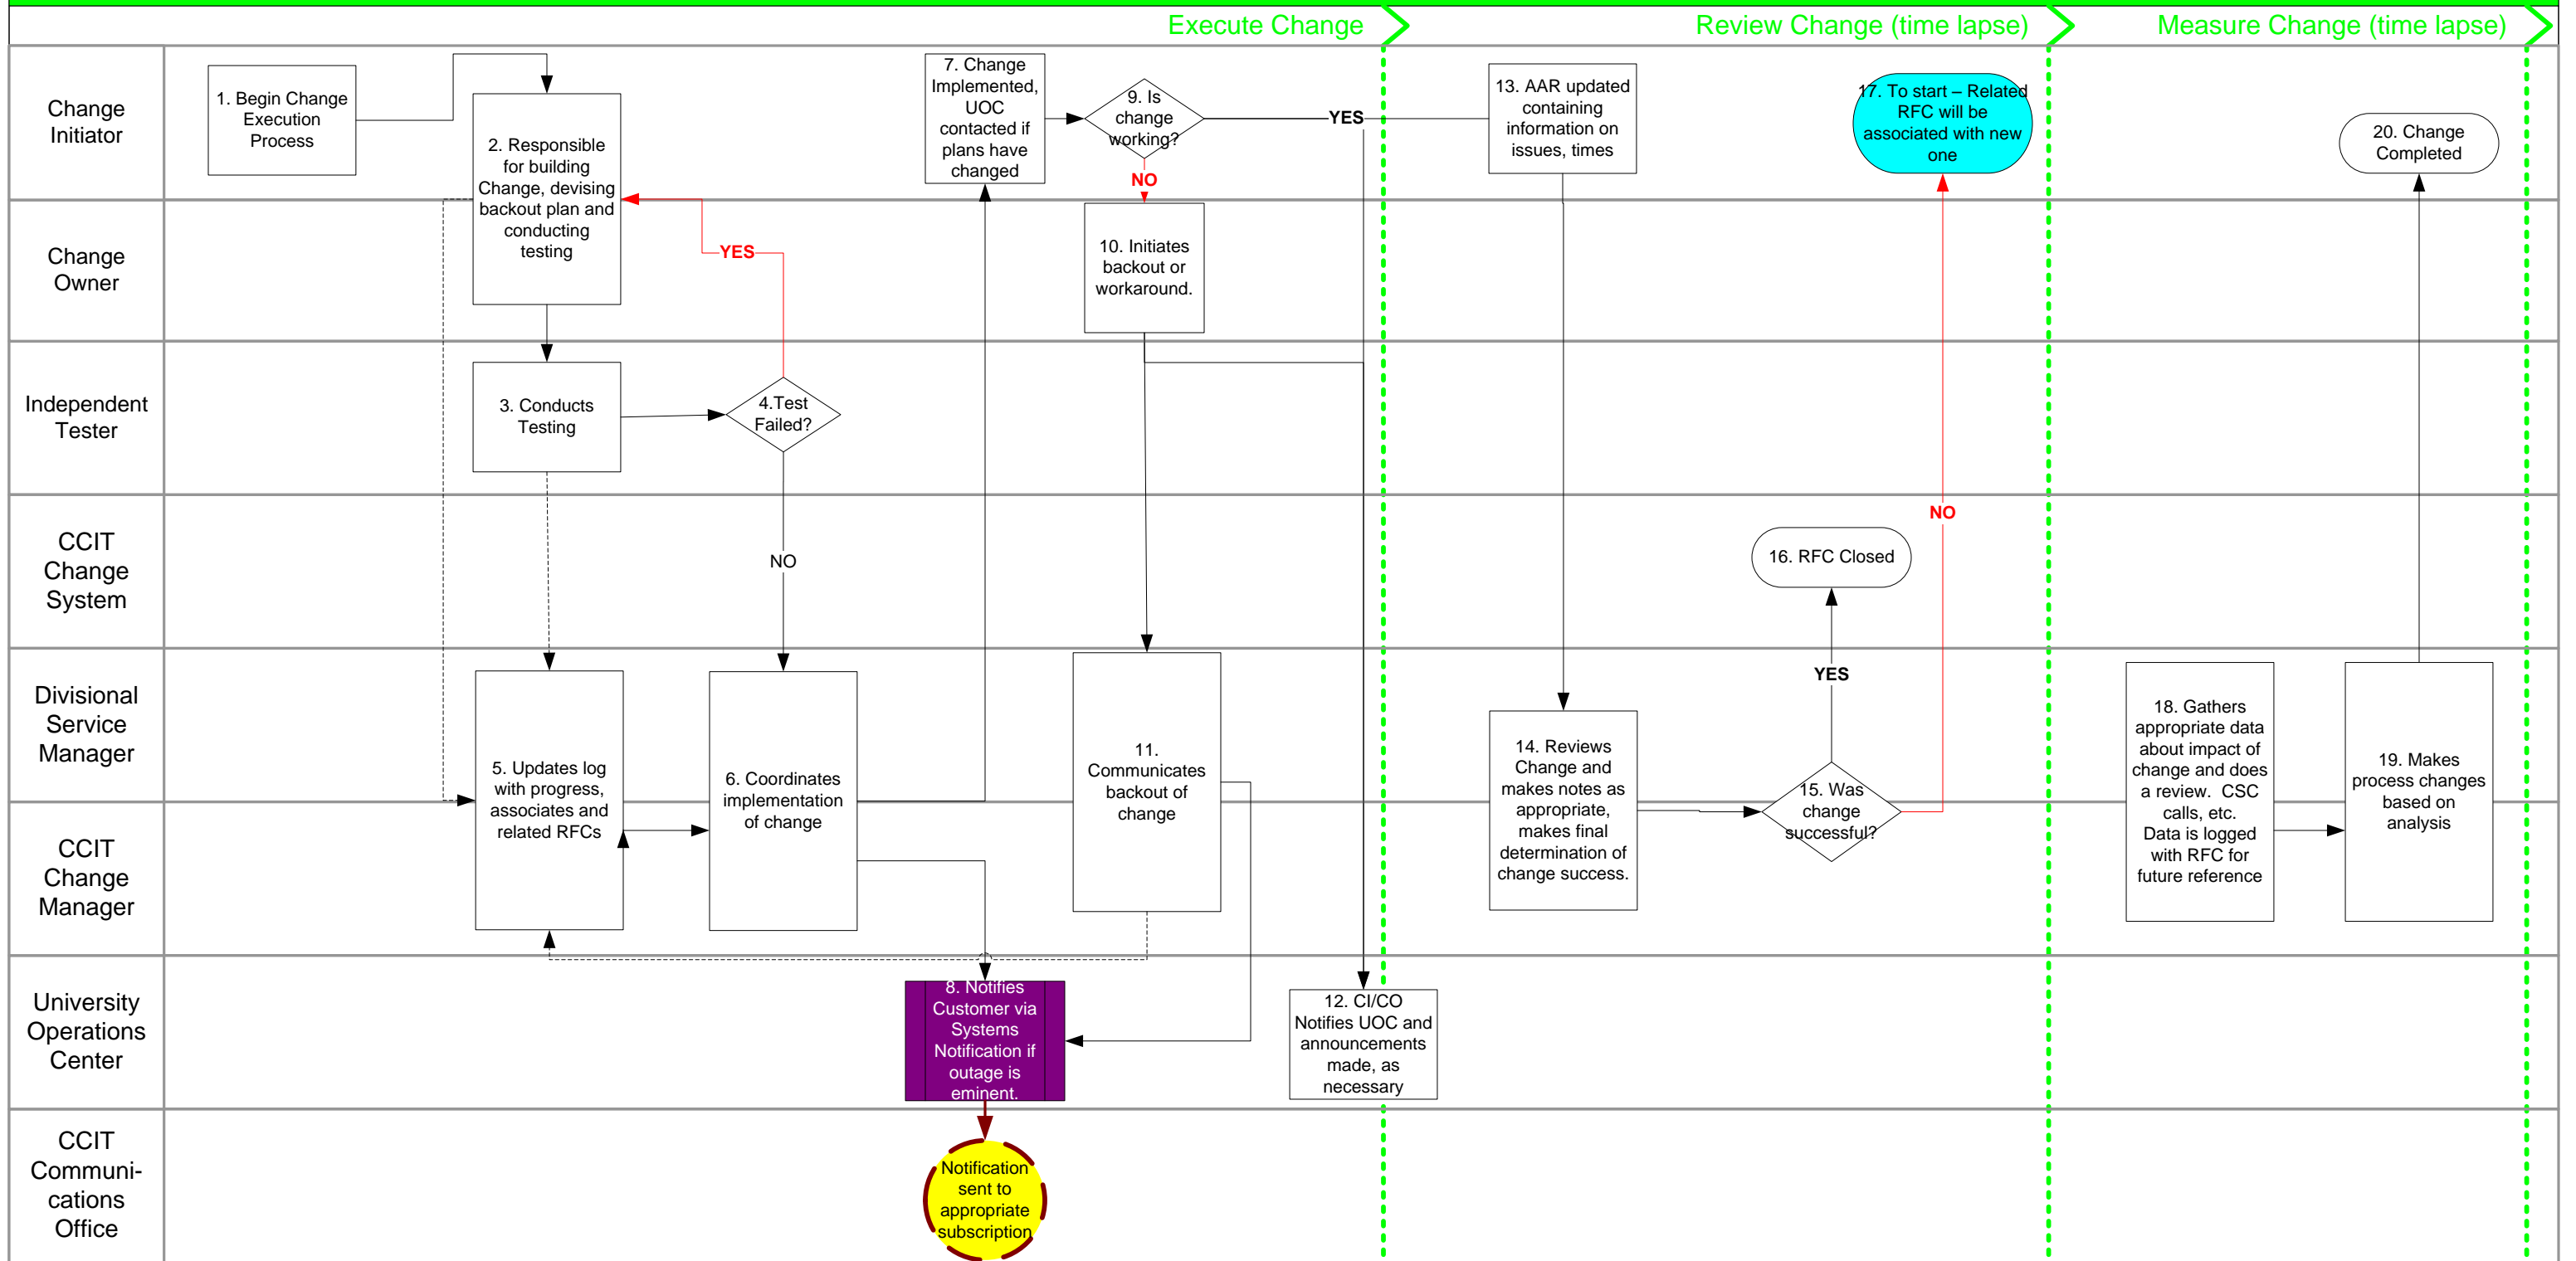 Execute Change
Review Change (time lapse)
Measure Change (time lapse)
Change
Initiator
1. Begin Change
Execution
Process
2. Responsible
for building
Change, devising
backout plan and
conducting
testing
7. Change
Implemented,
UOC
contacted if
plans have
changed
9. Is
change
working?
YES
NO
13. AAR updated
containing
information on
issues, times
17. To start – Related
RFC will be
associated with new
one
20. Change
Completed
Change
Owner
YES
10. Initiates
backout or
workaround.
Independent
Tester
3. Conducts
Testing
4.Test
Failed?
CCIT
Change
System
NO
16. RFC Closed
NO
Divisional
Service
Manager
YES
5. Updates log
with progress,
associates and
related RFCs
6. Coordinates
implementation
of change
11.
Communicates
backout of
change
14. Reviews
Change and
makes notes as
appropriate,
makes final
determination of
change success.
15. Was
change
successful?
18. Gathers
appropriate data
about impact of
change and does
a review.  CSC
calls, etc.
Data is logged
with RFC for
future reference
19. Makes
process changes
based on
analysis
CCIT
Change
Manager
University
Operations
Center
8. Notifies
Customer via
Systems
Notification if
outage is
eminent.
12. CI/CO
Notifies UOC and
announcements
made, as
necessary
CCIT
Communi-
cations
Office
Notification
sent to
appropriate
subscription